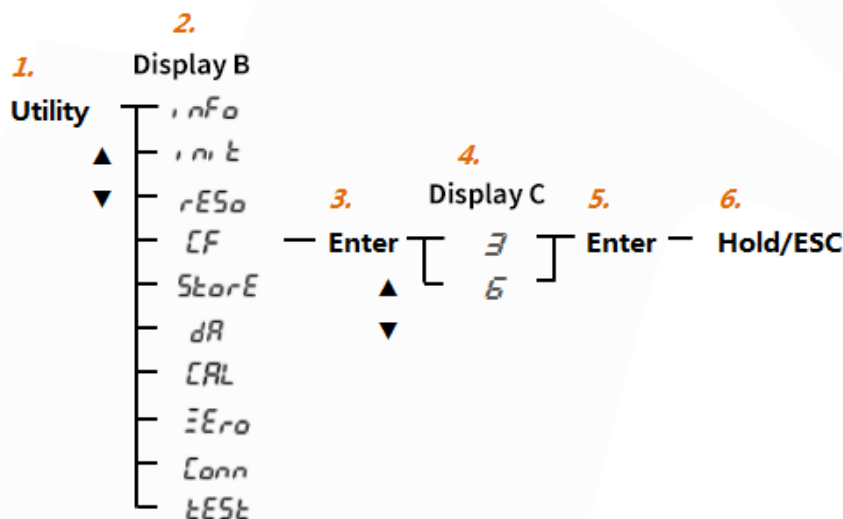 2.
1. Display B
Utility inFo
▲ init
4.
▼ rESo 3. Display C 5. 6.
CF Enter 3 Enter Hold/ESC
StorE ▲ 6
dA ▼
CAL
ZEro
Conn
tESt